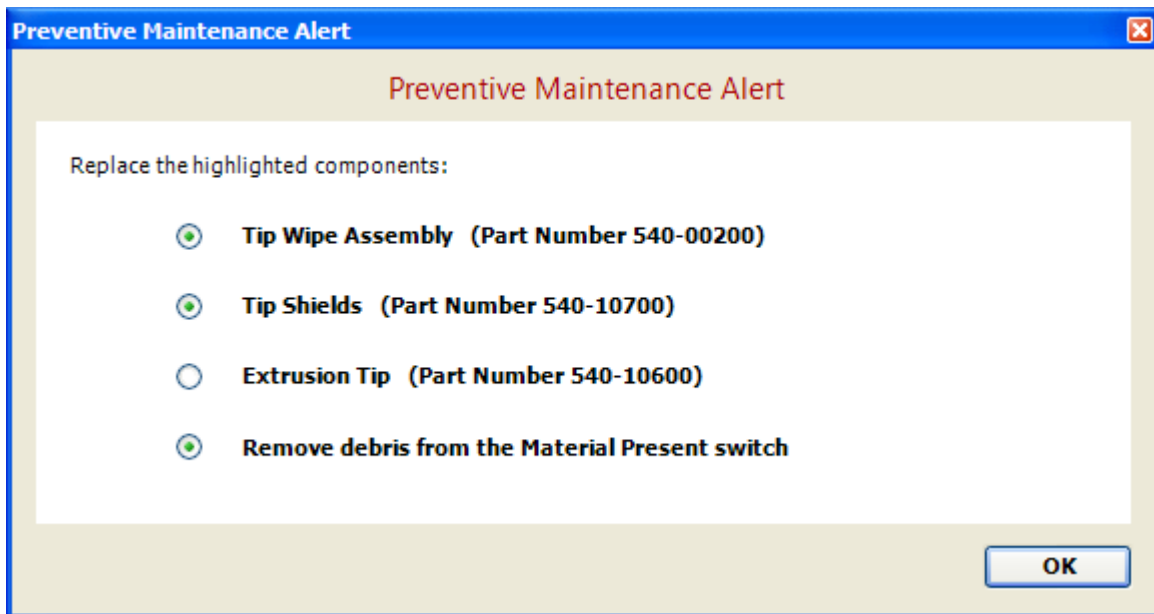 Preventive Maintenance Alert
Preventive Maintenance Alert
Replace the highlighted components:
Tip Wipe Assembly (Part Number 540-00200)
Tip Shields (Part Number 540-10700)
Extrusion Tip (Part Number 540-10600)
Remove debris from the Material Present switch
OK